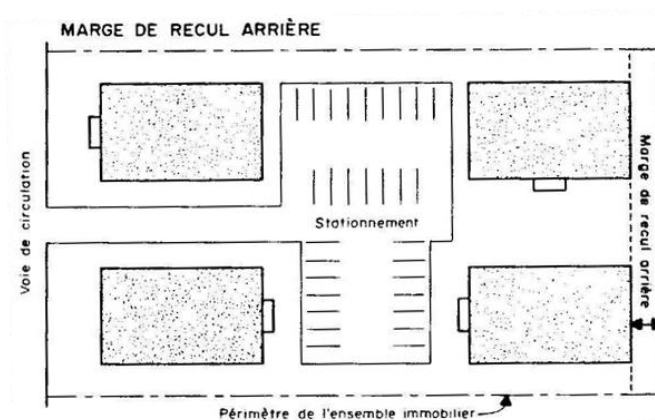 MARGE DE RECUL ARRIÈRE
Voie de circulation
Stationnement
Marge de recul arrière
Périmètre de l'ensemble immobilier